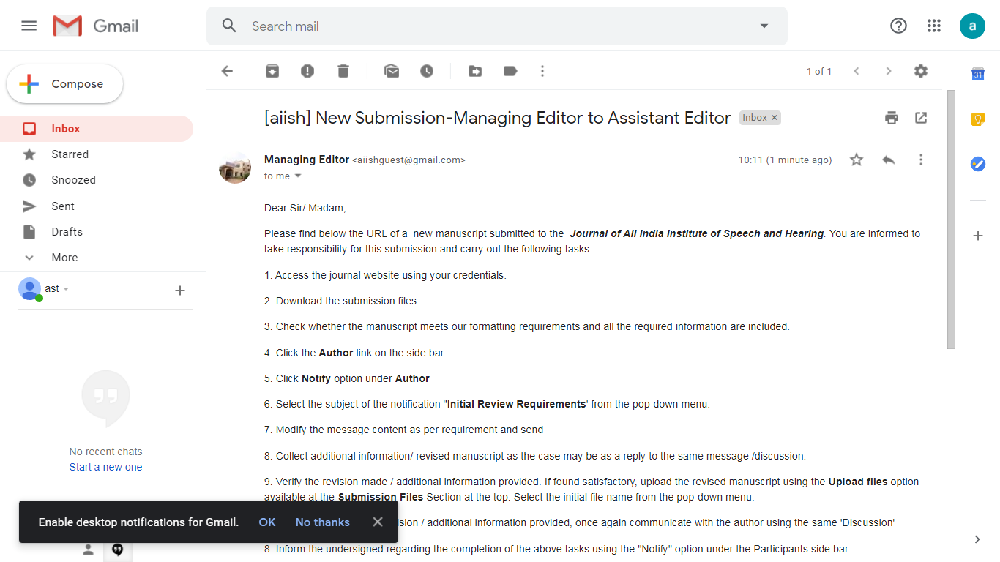 Gmail
Search mail
a
Compose
1 of 1
31
[aiish] New Submission-Managing Editor to Assistant Editor
Inbox ×
Inbox
Starred
Snoozed
Sent
Drafts
More
ast
No recent chats
Start a new one
Managing Editor <aiishguest@gmail.com>
10:11 (1 minute ago)
to me
Dear Sir/ Madam,
Please find below the URL of a new manuscript submitted to the Journal of All India Institute of Speech and Hearing. You are informed to
take responsibility for this submission and carry out the following tasks:
1. Access the journal website using your credentials.
2. Download the submission files.
3. Check whether the manuscript meets our formatting requirements and all the required information are included.
4. Click the Author link on the side bar.
5. Click Notify option under Author
6. Select the subject of the notification "Initial Review Requirements' from the pop-down menu.
7. Modify the message content as per requirement and send
8. Collect additional information/ revised manuscript as the case may be as a reply to the same message /discussion.
9. Verify the revision made / additional information provided. If found satisfactory, upload the revised manuscript using the Upload files option
available at the Submission Files Section at the top. Select the initial file name from the pop-down menu.
/ additional information provided, once again communicate with the author using the same 'Discussion'
8. Inform the undersigned regarding the completion of the above tasks using the "Notify" option under the Participants side bar.
Enable desktop notifications for Gmail. OK No thanks